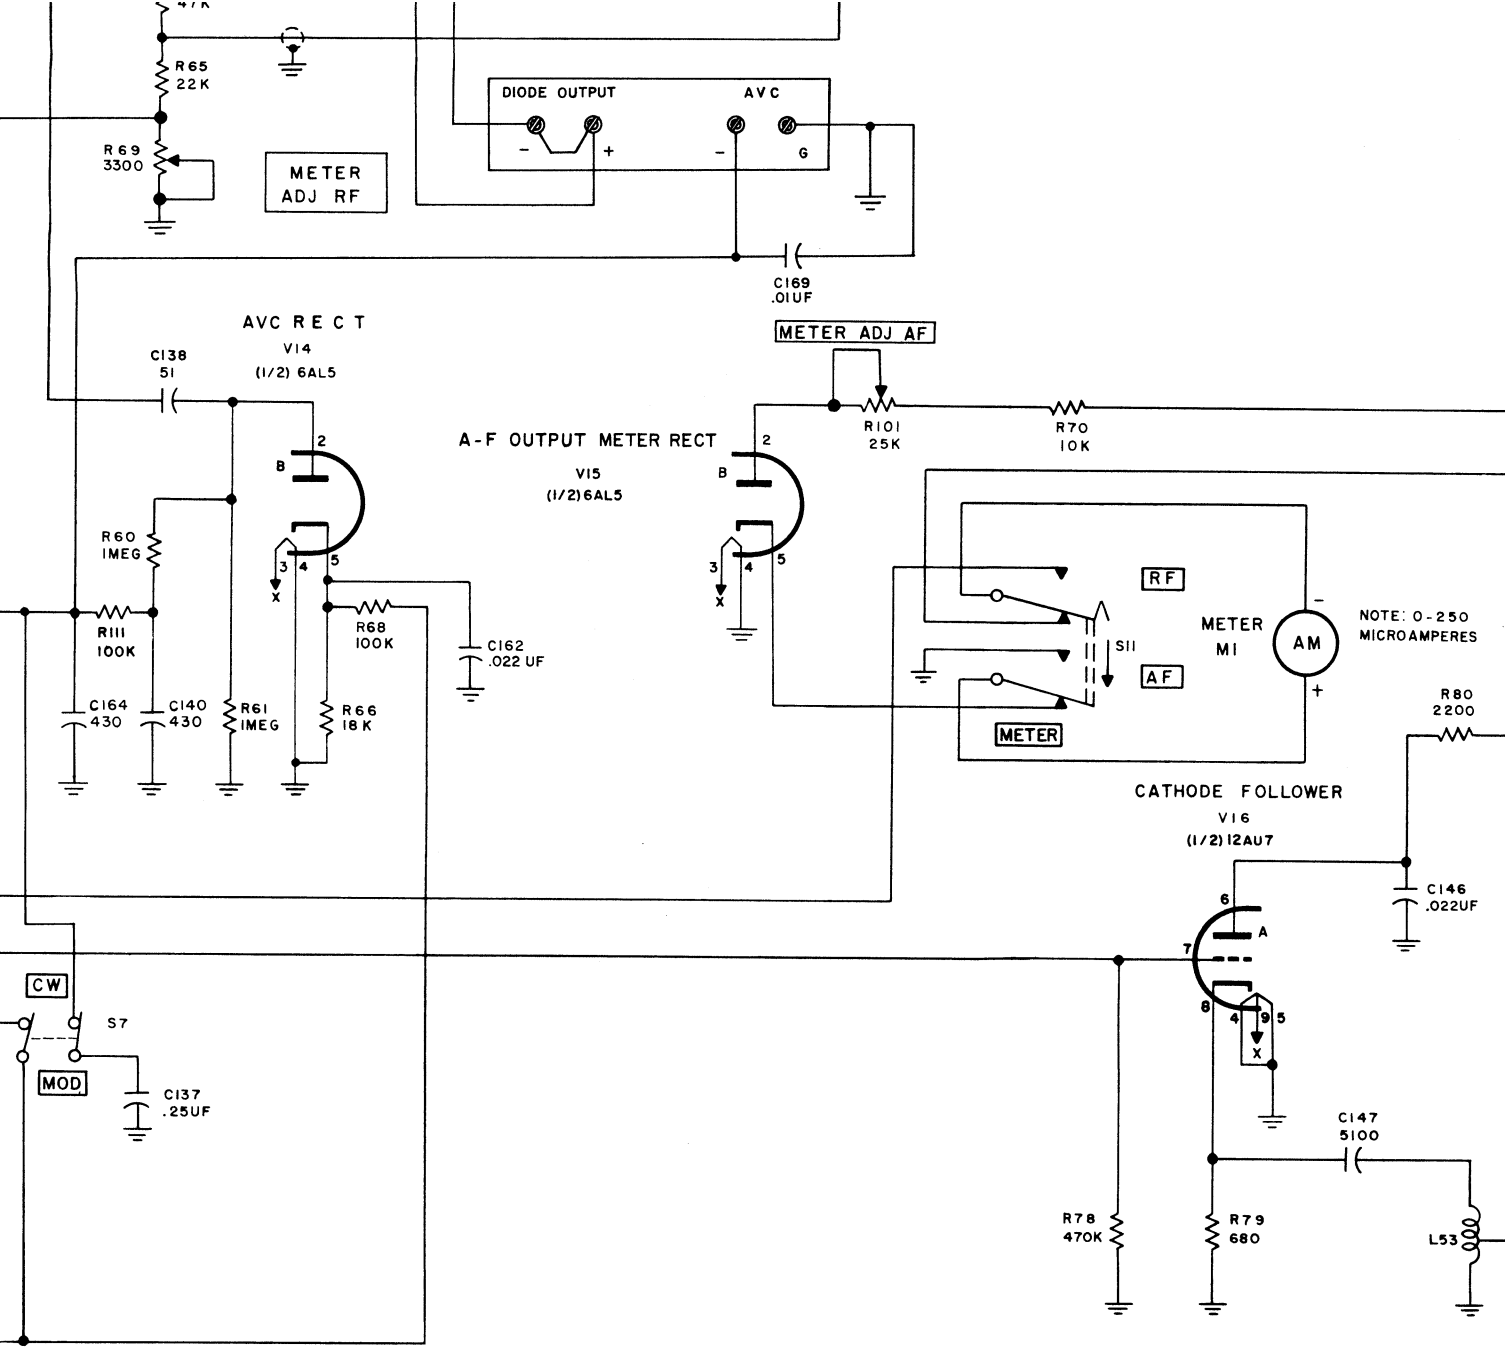 47K
R65
22K
DIODE OUTPUT
AVC
R69
3300
- + - G
METER
ADJ RF
C169
.01UF
AVC RECT
V14
(1/2) 6AL5
METER ADJ AF
C138
51
R101
25K
R70
10K
A-F OUTPUT METER RECT
V15
(1/2) 6AL5
2
B
2
B
R60
1MEG
3 4 5
X
3 4 5
X
RF
-
METER
M1
AM
NOTE: 0-250
MICROAMPERES
R111
100K
R68
100K
C162
.022 UF
S11
AF
+
C164
430
C140
430
R61
1MEG
R66
18K
METER
R80
2200
CATHODE FOLLOWER
V16
(1/2) 12AU7
6
A
7
C146
.022UF
CW
S7
MOD
8
4 9 5
X
C137
.25UF
C147
5100
R78
470K
R79
680
L53